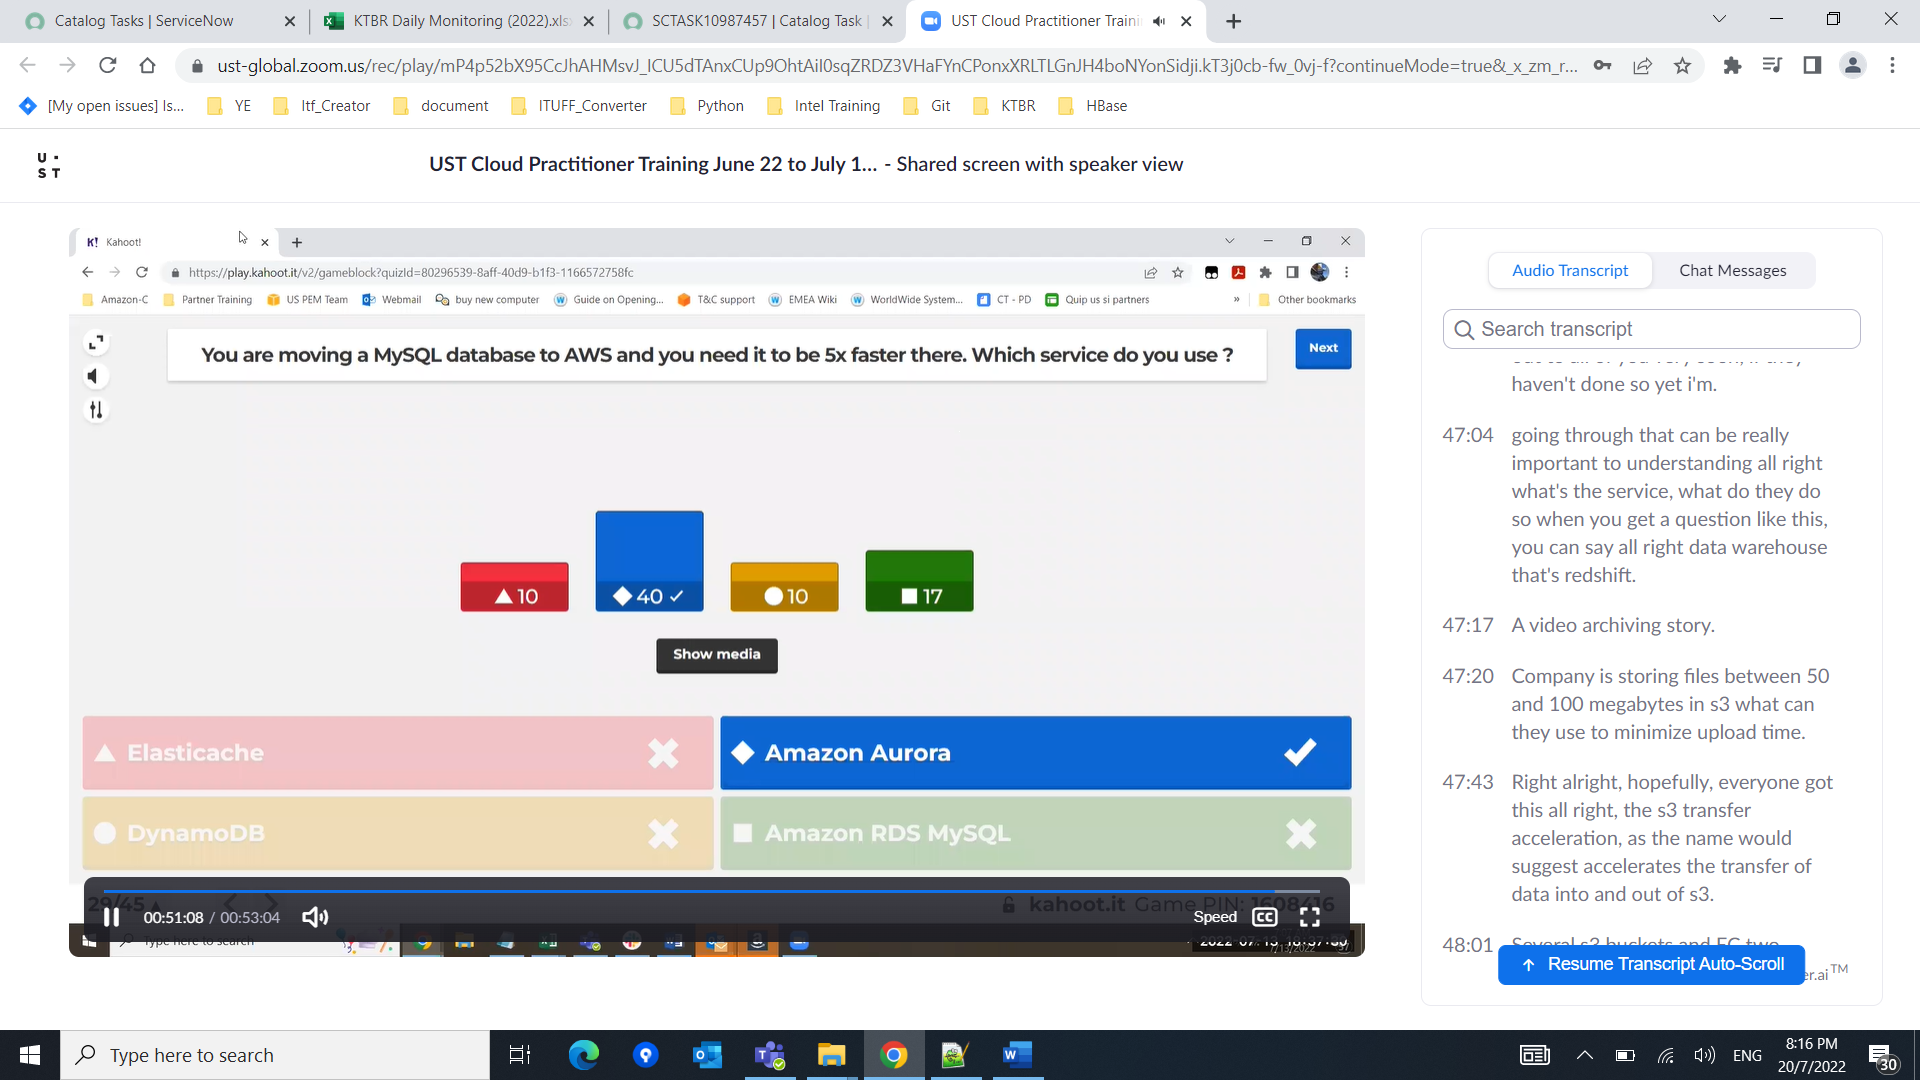 Catalog Tasks | ServiceNow
KTBR Daily Monitoring (2022).xls
SCTASK10987457 | Catalog Task |
UST Cloud Practitioner Traini
ust-global.zoom.us/rec/play/mP4p52bX95CcJhAHMsvJ_ICU5dTAnxCUp9OhtAiI0sqZRDZ3VHaFYnCPonxXRLTLGnJH4boNYonSidji.kT3j0cb-fw_0vj-f?continueMode=true&_x_zm_r...
[My open issues] Is... YE Itf_Creator document ITUFF_Converter Python Intel Training Git KTBR HBase
U .
S T
UST Cloud Practitioner Training June 22 to July 1... - Shared screen with speaker view
K! Kahoot!
https://play.kahoot.it/v2/gameblock?quizId=80296539-8aff-40d9-b1f3-1166572758fc
Amazon-C Partner Training US PEM Team Webmail buy new computer Guide on Opening... T&C support EMEA Wiki WorldWide System... CT - PD Quip us si partners » Other bookmarks
You are moving a MySQL database to AWS and you need it to be 5x faster there. Which service do you use ?
Next
10
40
10
17
Show media
Elasticache
Amazon Aurora
DynamoDB
Amazon RDS MySQL
29/45
kahoot.it Game PIN: 1608416
00:51:08 / 00:53:04
Speed
CC
Type here to search
7/13/2022
Audio Transcript
Chat Messages
Search transcript
haven't done so yet i'm.
47:04 going through that can be really
important to understanding all right
what's the service, what do they do
so when you get a question like this,
you can say all right data warehouse
that's redshift.
47:17 A video archiving story.
47:20 Company is storing files between 50
and 100 megabytes in s3 what can
they use to minimize upload time.
47:43 Right alright, hopefully, everyone got
this all right, the s3 transfer
acceleration, as the name would
suggest accelerates the transfer of
data into and out of s3.
48:01 Several s3 buckets and EC two
Resume Transcript Auto-Scroll
er.ai™
Type here to search
ENG
8:16 PM
20/7/2022
30